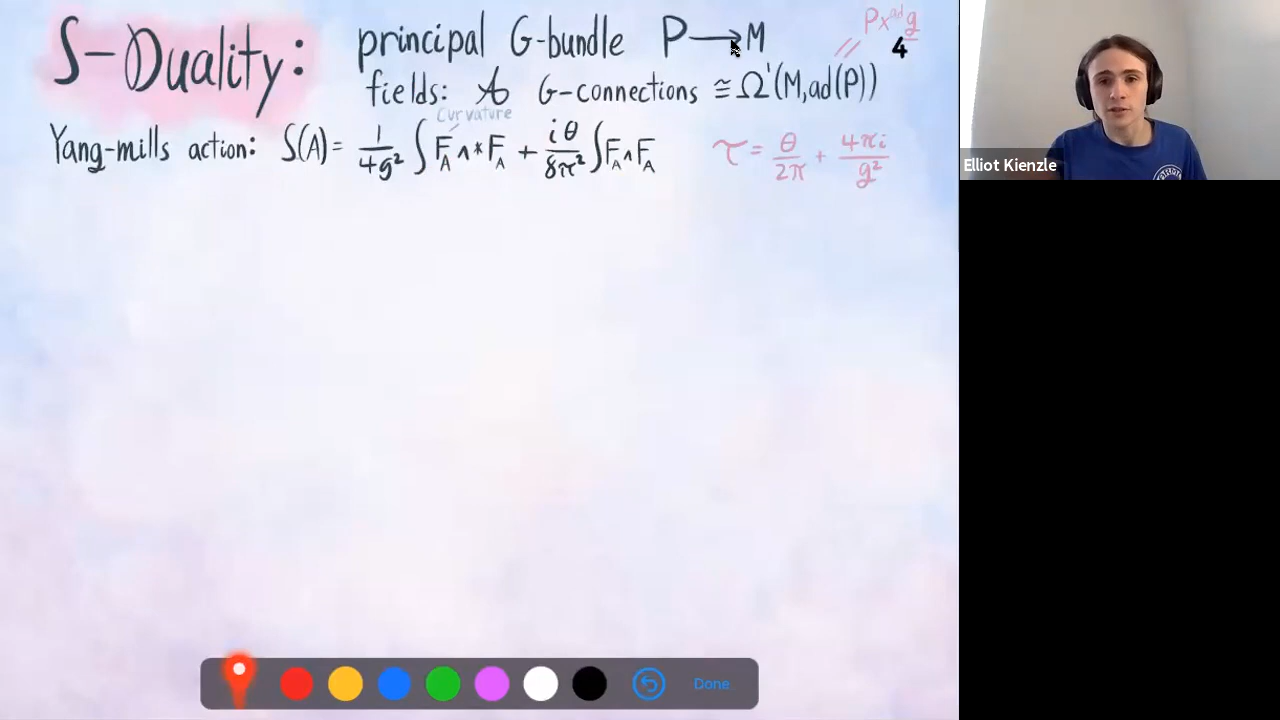 S-Duality: principal G-bundle P⟶M
P×ᵃᵈg
4
fields: 𝒜 G-connections ≅ Ω¹(M,ad(P))
Curvature
Yang-mills action: S(A) = 1/4g² ∫ F_A ∧ * F_A + iθ/8π² ∫ F_A ∧ F_A τ = θ/2π + 4πi/g²
Elliot Kienzle
Done